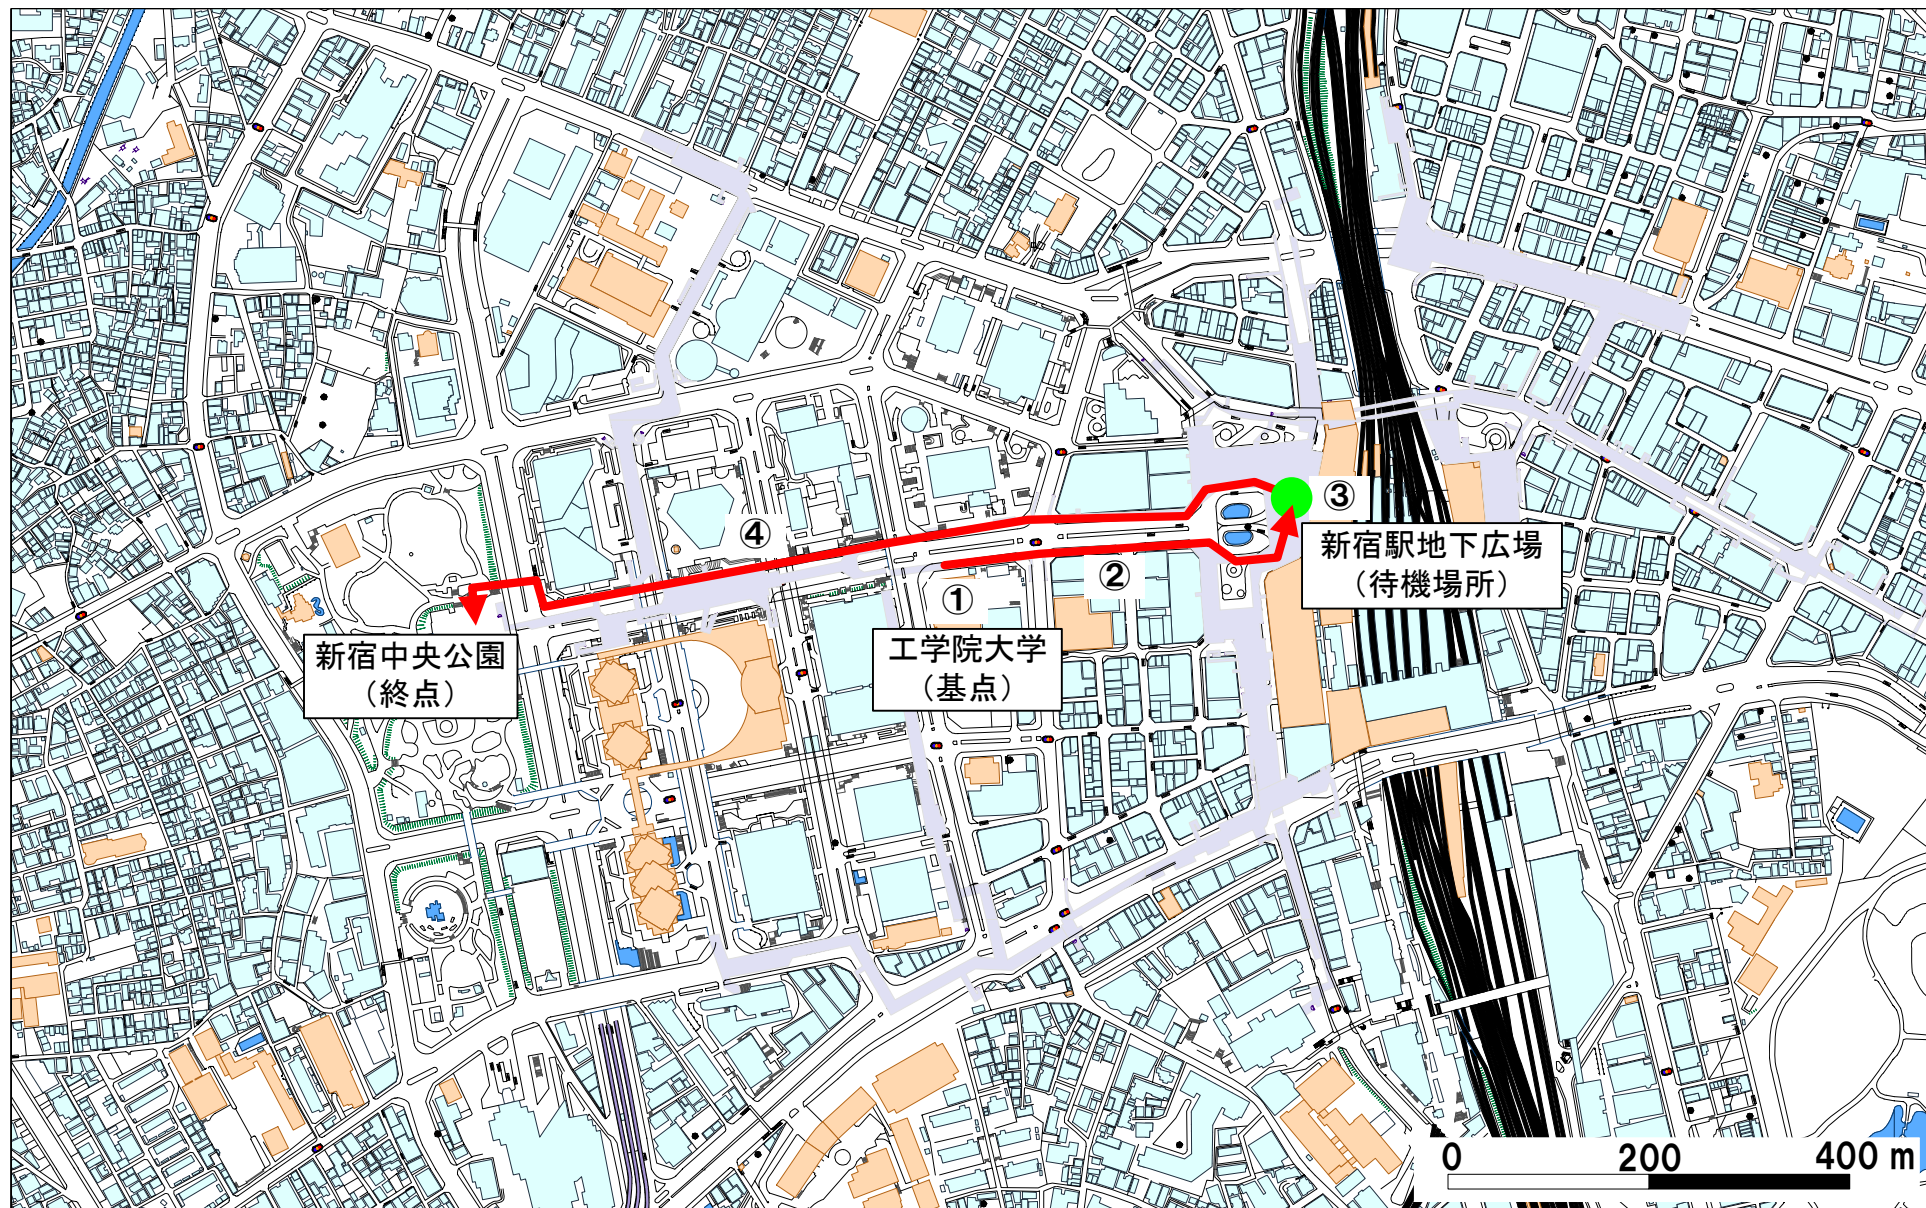 ③
新宿駅地下広場
（待機場所）
④
②
①
工学院大学
（基点）
新宿中央公園
（終点）
0 200 400 m